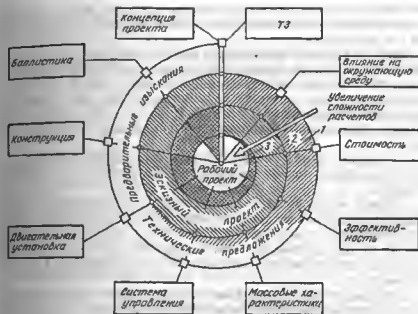 Концепция
проекта
ТЗ
Баллистика
Влияние на
окружающую
среду
Увеличение
сложности
расчетов
Предварительные изыскания
3
2
1
Конструкция
Стоимость
Рабочий
проект
Ескизный проект
Технические предложения
Двигательная
установка
Эффектив-
ность
Система
управления
Массовые ха-
рактеристики